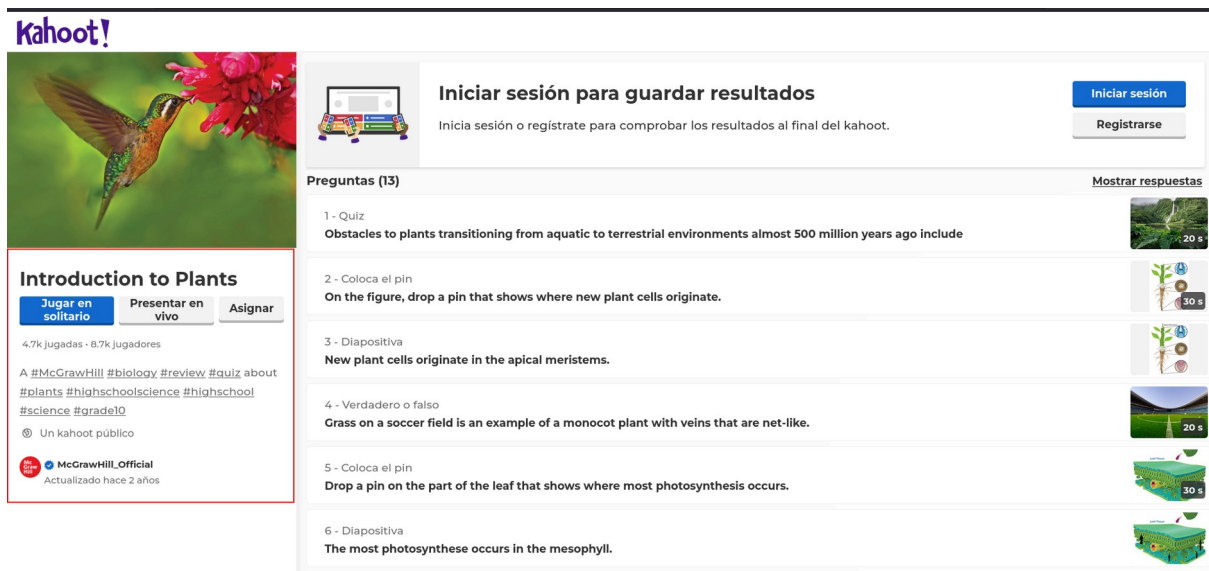 Kahoot!
Iniciar sesión para guardar resultados
Inicia sesión o regístrate para comprobar los resultados al final del kahoot.
Iniciar sesión
Registrarse
Introduction to Plants
Jugar en
solitario
Presentar en
vivo
Asignar
4.7k jugadas • 8.7k jugadores
A #McGrawHill #biology #review #quiz about
#plants #highschoolscience #highschool
#science #grade10
Un kahoot público
Mc
Graw
Hill
McGrawHill_Official
Actualizado hace 2 años
Preguntas (13)
Mostrar respuestas
1 - Quiz
Obstacles to plants transitioning from aquatic to terrestrial environments almost 500 million years ago include
20 s
2 - Coloca el pin
On the figure, drop a pin that shows where new plant cells originate.
30 s
3 - Diapositiva
New plant cells originate in the apical meristems.
4 - Verdadero o falso
Grass on a soccer field is an example of a monocot plant with veins that are net-like.
20 s
5 - Coloca el pin
Drop a pin on the part of the leaf that shows where most photosynthesis occurs.
30 s
6 - Diapositiva
The most photosynthese occurs in the mesophyll.